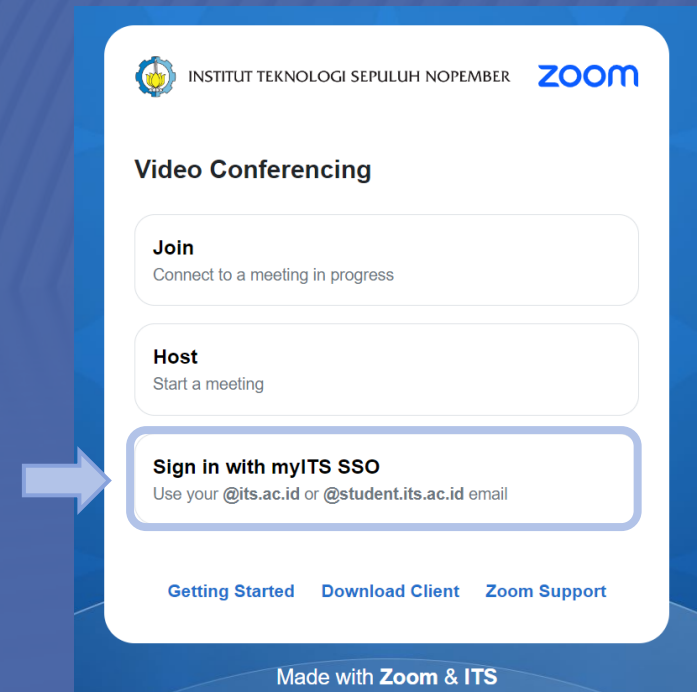 INSTITUT TEKNOLOGI SEPULUH NOPEMBER zoom
Video Conferencing
Join
Connect to a meeting in progress
Host
Start a meeting
Sign in with myITS SSO
Use your @its.ac.id or @student.its.ac.id email
Getting Started Download Client Zoom Support
Made with Zoom & ITS